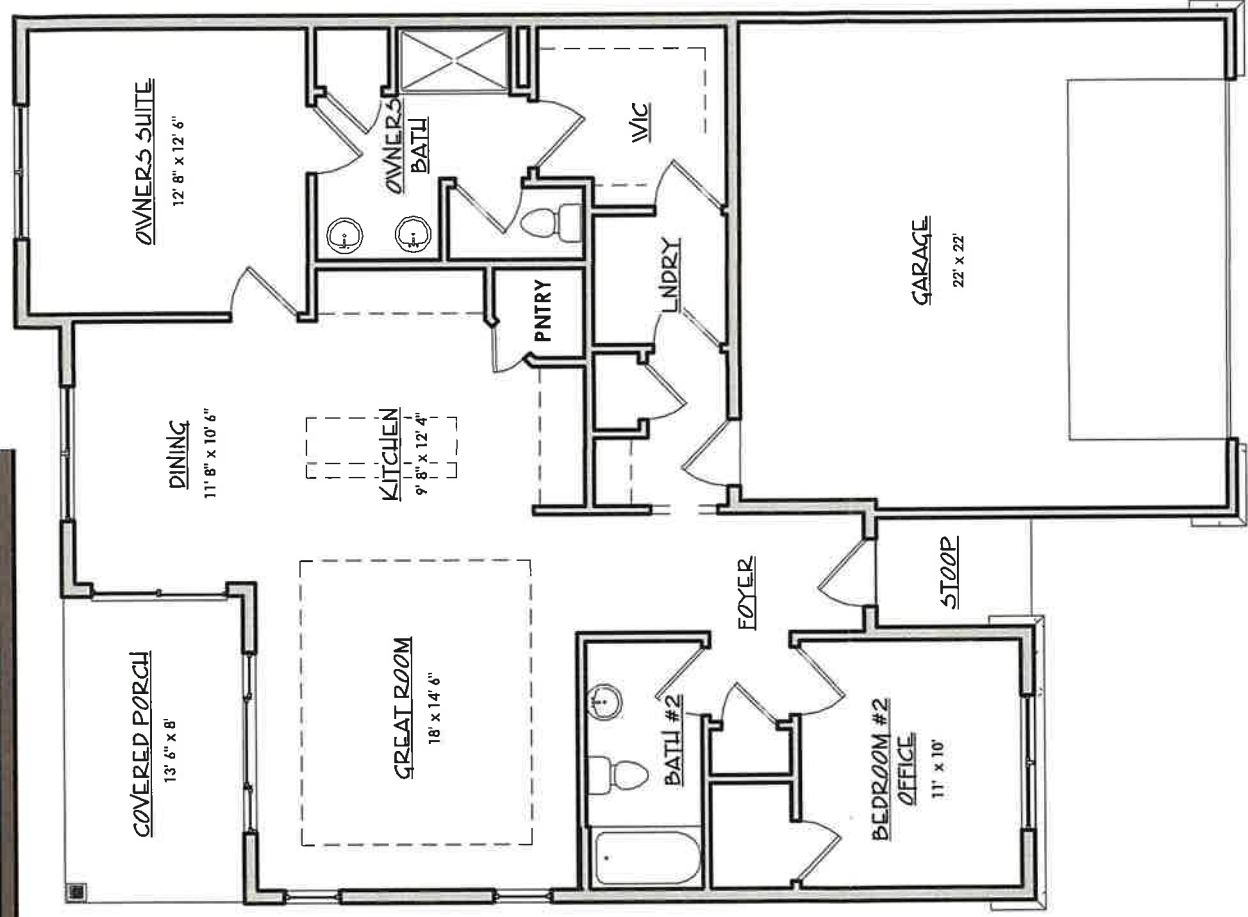 OWNERS SUITE
12' 8" x 12' 6"
OWNERS
BATH
WIC
LNDRY
PNTRY
DINING
11' 8" x 10' 6"
KITCHEN
9' 8" x 12' 4"
GARAGE
22' x 22'
COVERED PORCH
13' 6" x 8'
GREAT ROOM
18' x 14' 6"
FOYER
STOOP
BATH #2
BEDROOM #2
OFFICE
11' x 10'